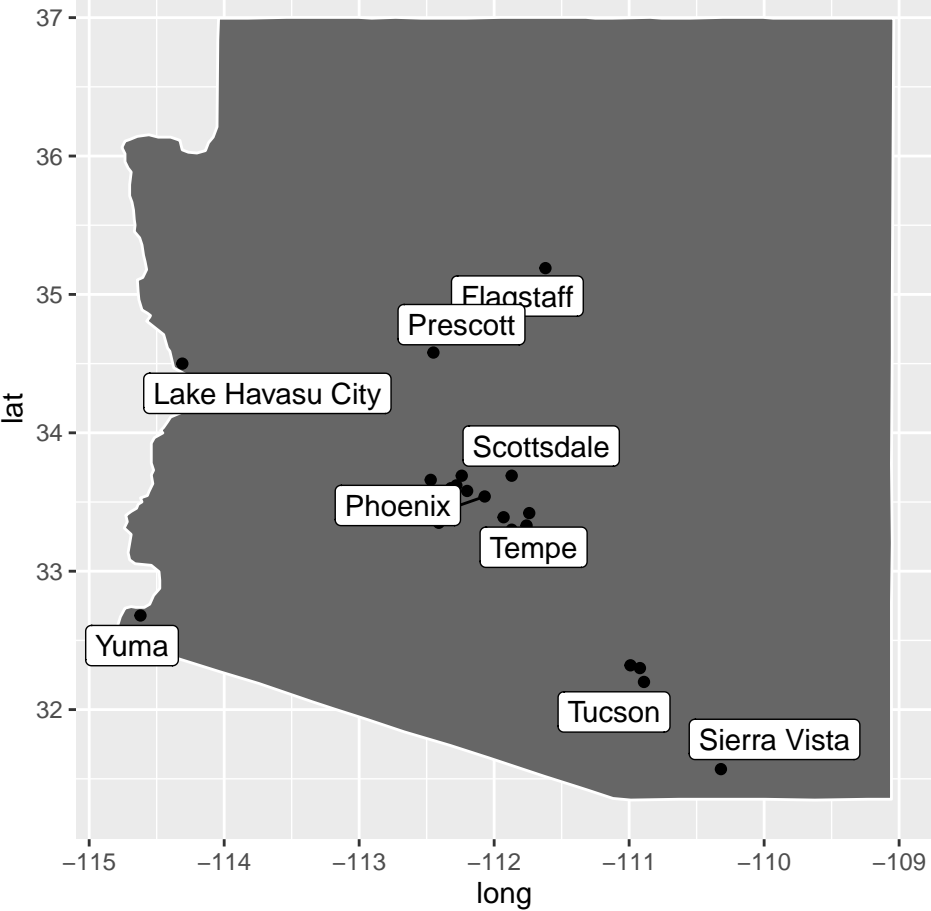 37
36
35
34
33
32
lat
Flagstaff
Prescott
Lake Havasu City
Scottsdale
Phoenix
Tempe
Yuma
Tucson
Sierra Vista
−115 −114 −113 −112 −111 −110 −109
long